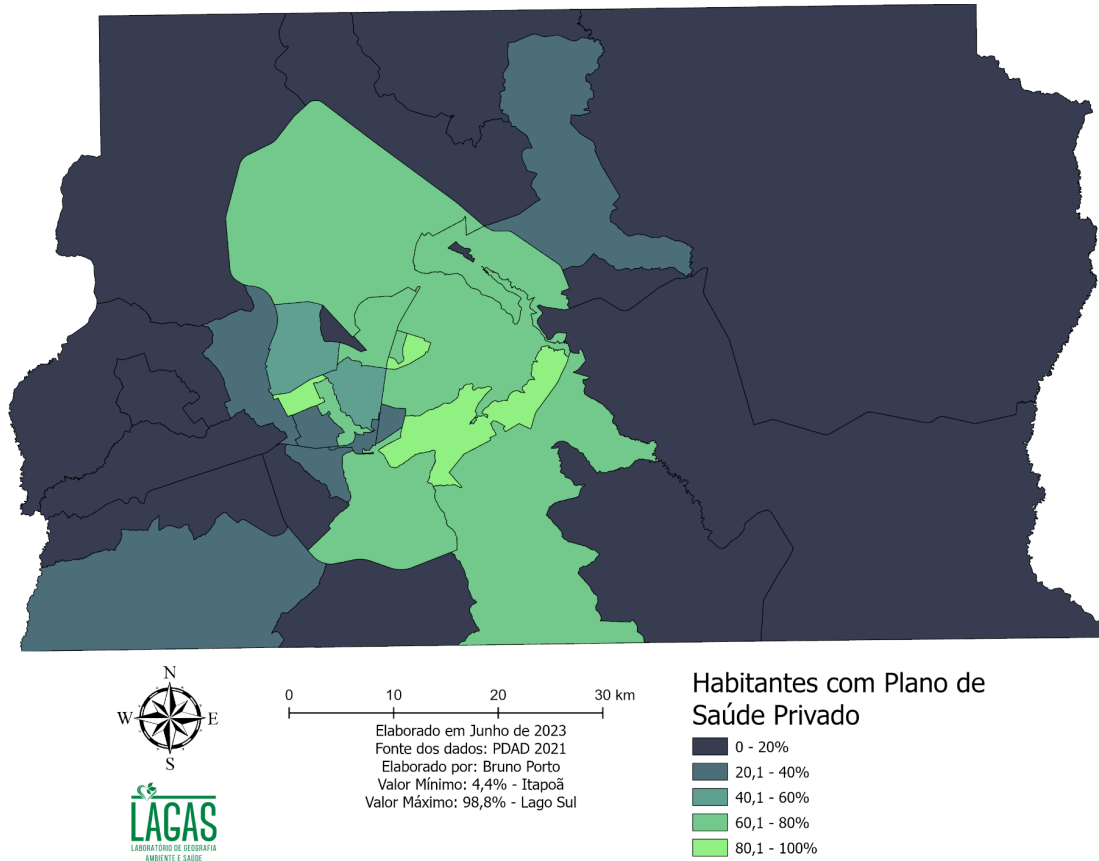 N
W
E
S
0 10 20 30 km
Elaborado em Junho de 2023
Fonte dos dados: PDAD 2021
Elaborado por: Bruno Porto
Valor Mínimo: 4,4% - Itapoã
Valor Máximo: 98,8% - Lago Sul
LAGAS
LABORATÓRIO DE GEOGRAFIA
AMBIENTE E SAÚDE
Habitantes com Plano de
Saúde Privado
0 - 20%
20,1 - 40%
40,1 - 60%
60,1 - 80%
80,1 - 100%